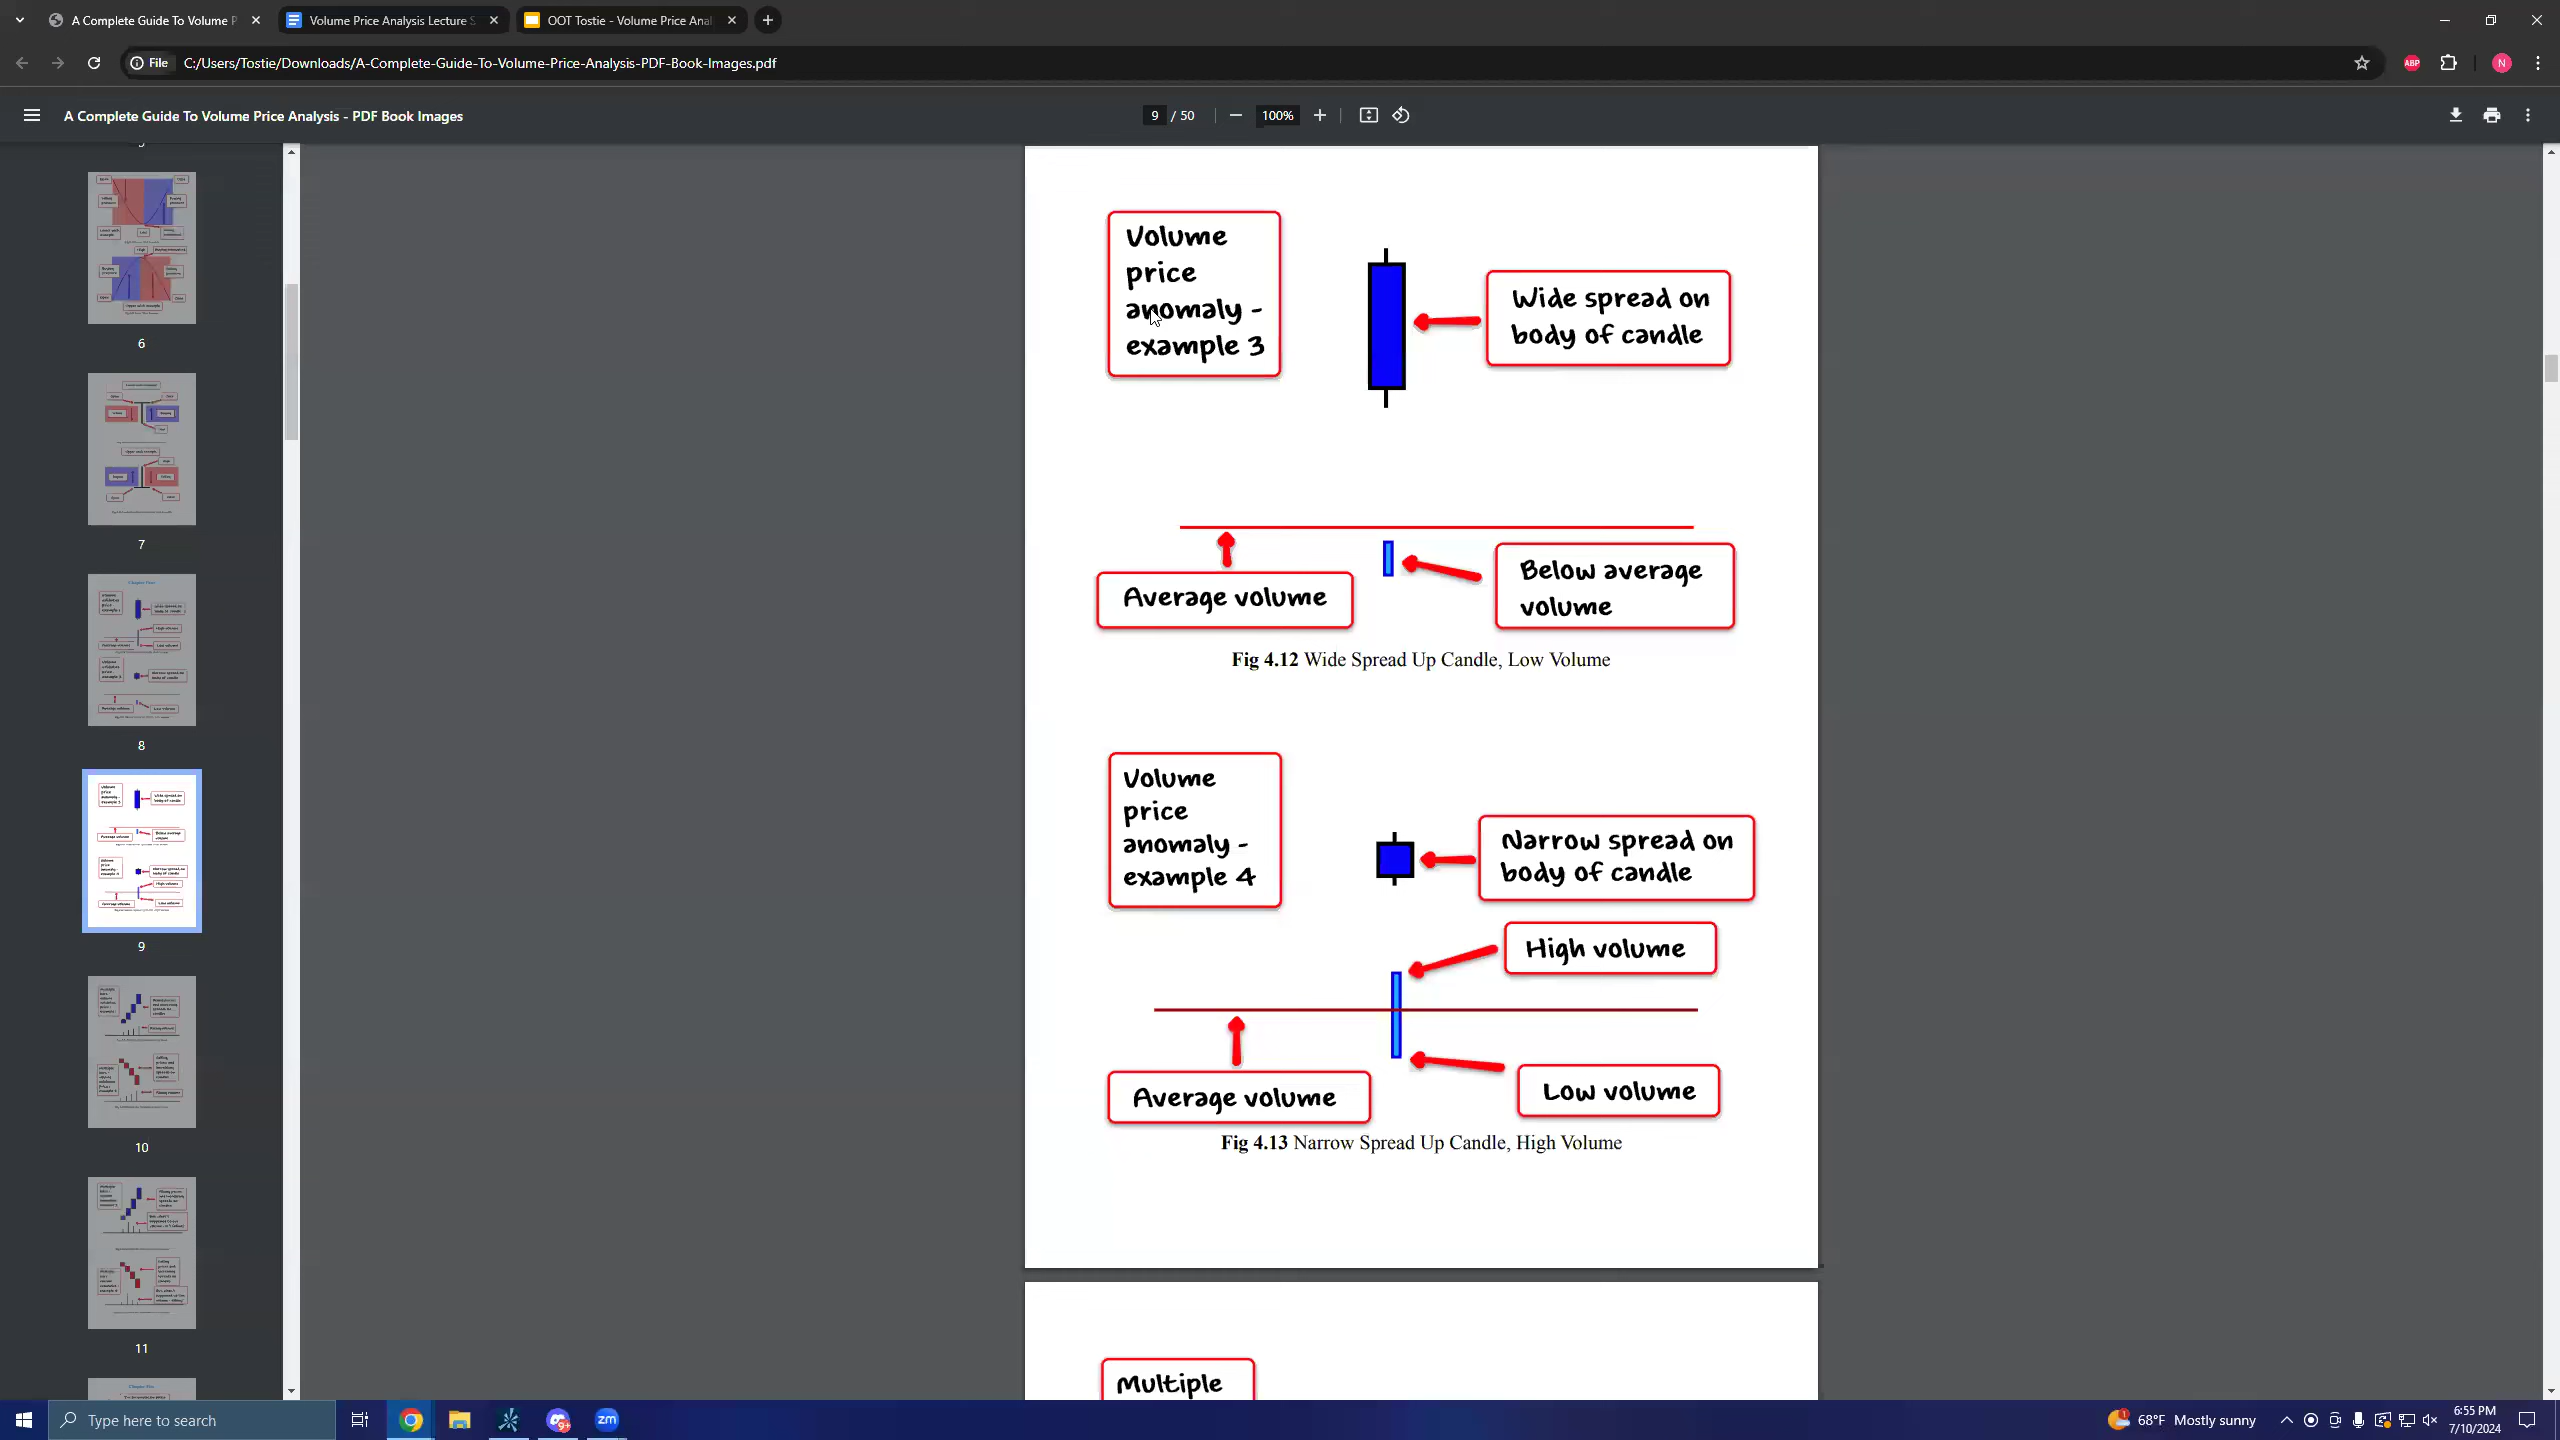 A Complete Guide To Volume P
Volume Price Analysis Lecture S
OOT Tostie - Volume Price Anal
File
C:/Users/Tostie/Downloads/A-Complete-Guide-To-Volume-Price-Analysis-PDF-Book-Images.pdf
ABP
N
A Complete Guide To Volume Price Analysis - PDF Book Images
9 / 50
100%
6
7
8
9
10
11
Volume
price
anomaly -
example 3
Wide spread on
body of candle
Average volume
Below average
volume
Fig 4.12 Wide Spread Up Candle, Low Volume
Volume
price
anomaly -
example 4
Narrow spread on
body of candle
High volume
Average volume
Low volume
Fig 4.13 Narrow Spread Up Candle, High Volume
Multiple
Type here to search
9+
zm
1
68°F Mostly sunny
6:55 PM
7/10/2024